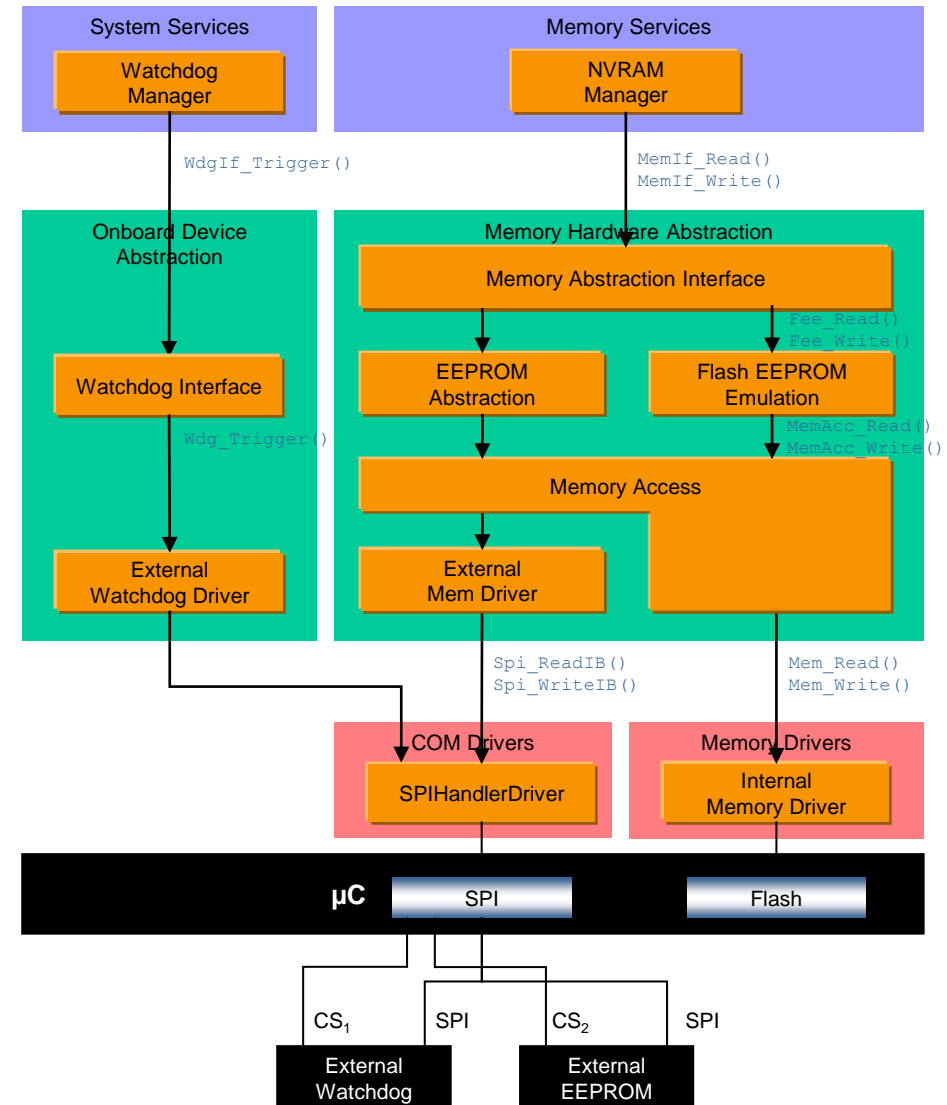 System Services
Memory Services
Watchdog
Manager
NVRAM
Manager
WdgIf_Trigger()
MemIf_Read()
MemIf_Write()
Onboard Device
Abstraction
Memory Hardware Abstraction
Memory Abstraction Interface
Fee_Read()
Fee_Write()
Watchdog Interface
EEPROM
Abstraction
Flash EEPROM
Emulation
Wdg_Trigger()
MemAcc_Read()
MemAcc_Write()
Memory Access
External
Watchdog Driver
External
Mem Driver
Spi_ReadIB()
Spi_WriteIB()
Mem_Read()
Mem_Write()
COM Drivers
Memory Drivers
SPIHandlerDriver
Internal
Memory Driver
µC
SPI
Flash
CS₁
SPI
CS₂
SPI
External
Watchdog
External
EEPROM